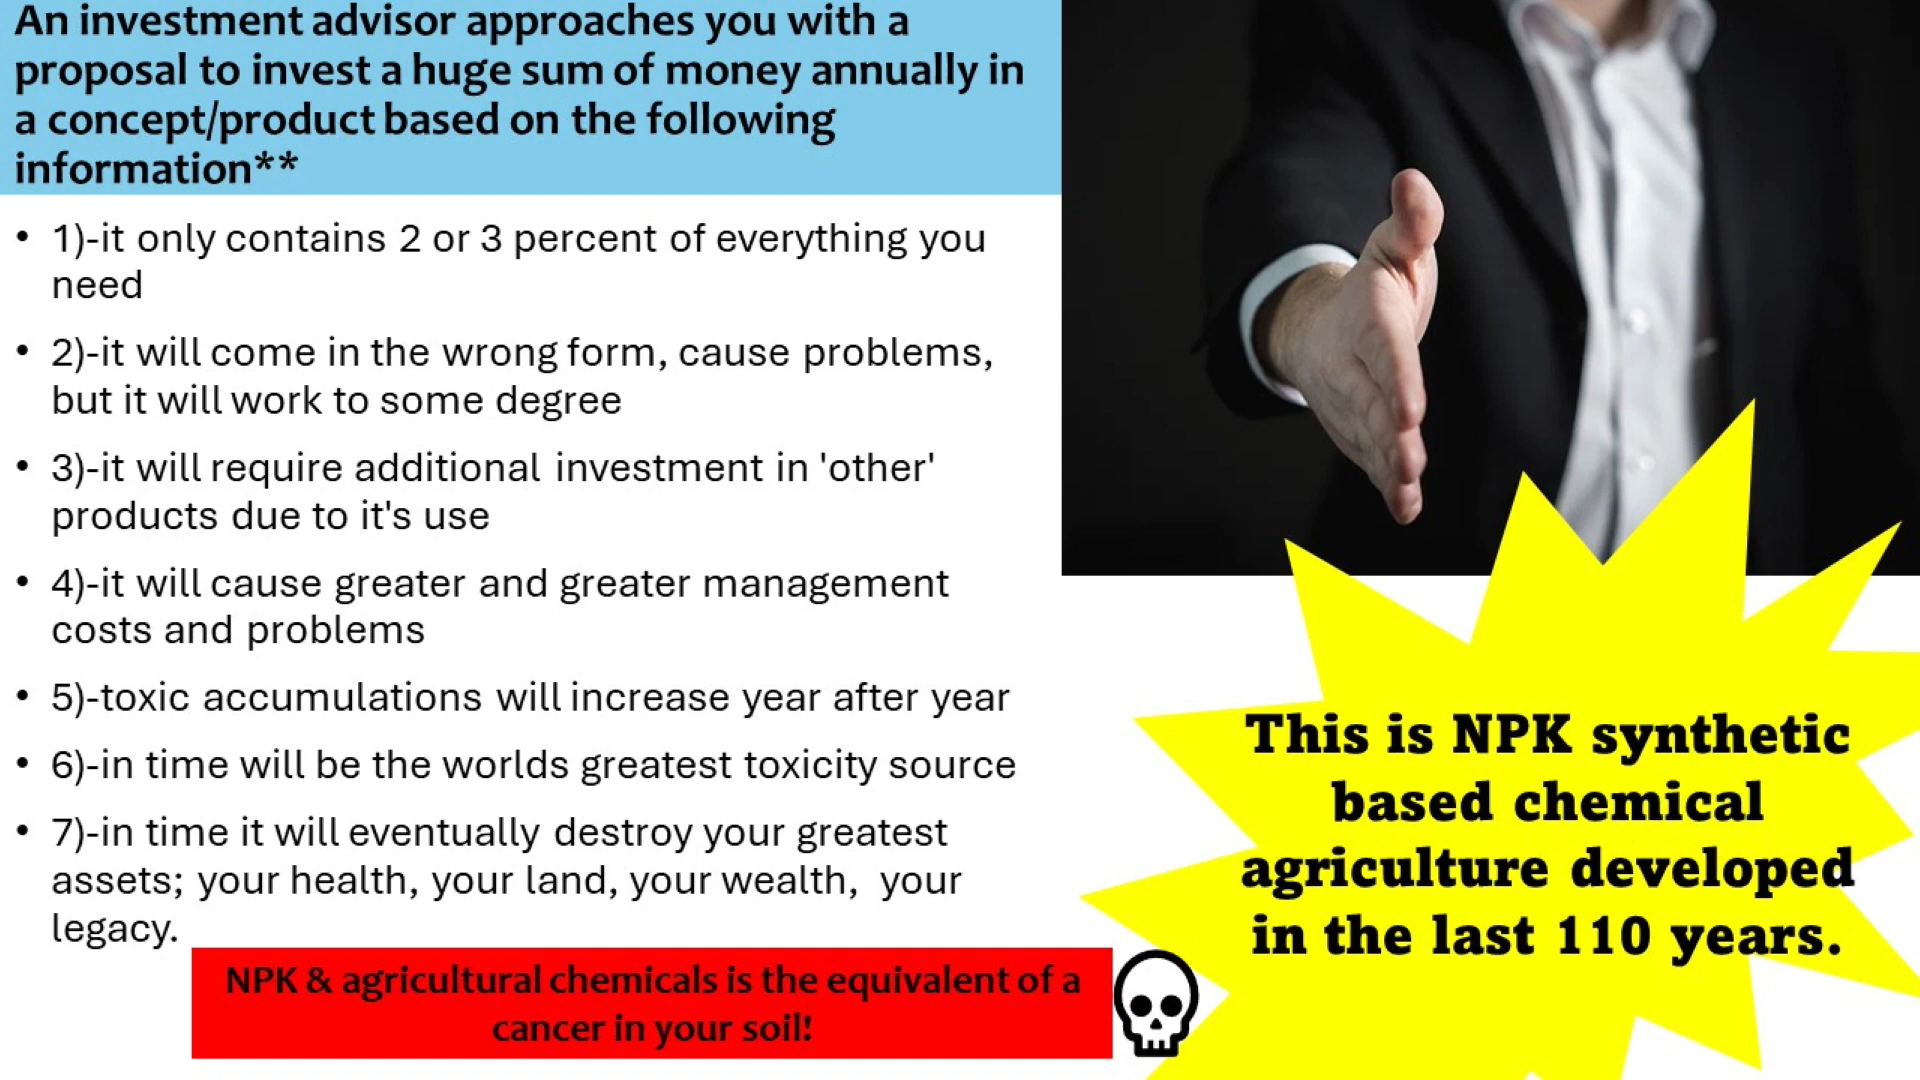 An investment advisor approaches you with a
proposal to invest a huge sum of money annually in
a concept/product based on the following
information**
• 1)-it only contains 2 or 3 percent of everything you
need
• 2)-it will come in the wrong form, cause problems,
but it will work to some degree
• 3)-it will require additional investment in 'other'
products due to it's use
• 4)-it will cause greater and greater management
costs and problems
• 5)-toxic accumulations will increase year after year
• 6)-in time will be the worlds greatest toxicity source
• 7)-in time it will eventually destroy your greatest
assets; your health, your land, your wealth, your
legacy.
NPK & agricultural chemicals is the equivalent of a
cancer in your soil!
This is NPK synthetic
based chemical
agriculture developed
in the last 110 years.